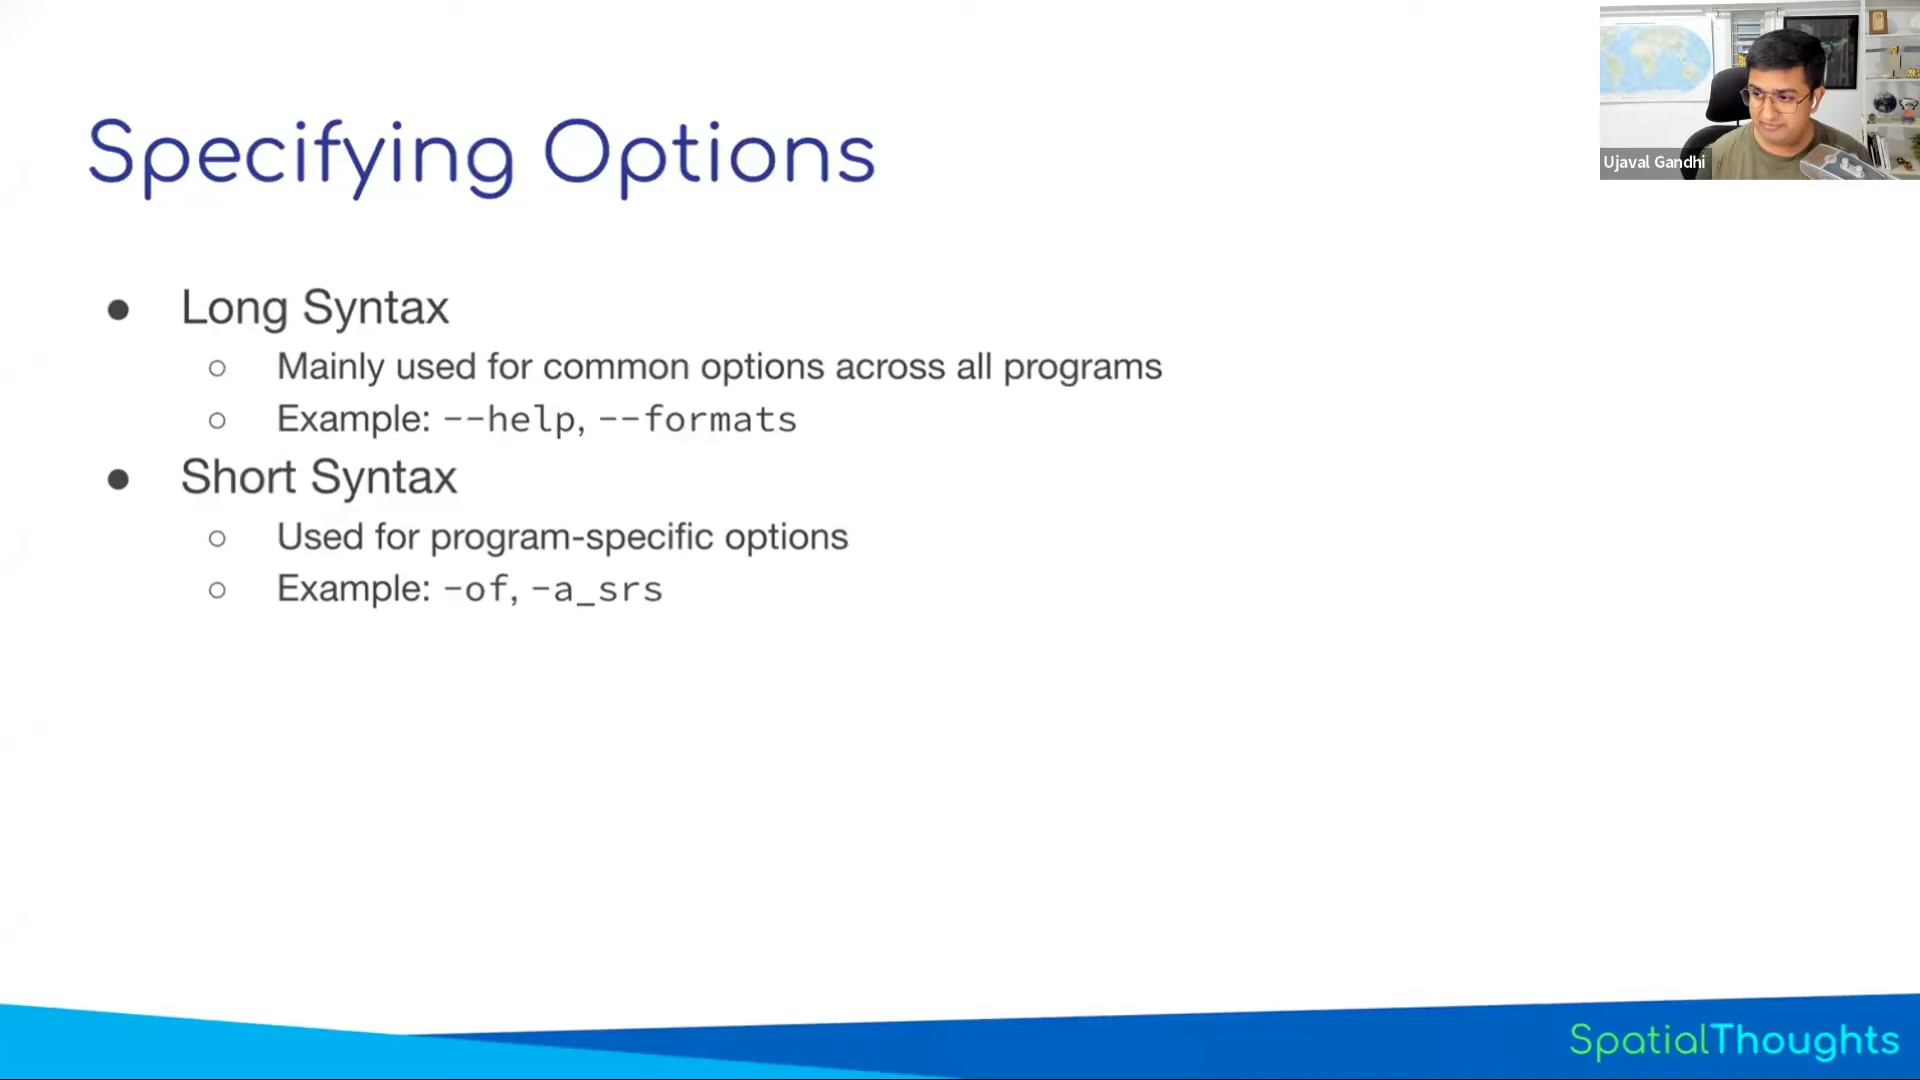 Specifying Options
Ujaval Gandhi
● Long Syntax
○ Mainly used for common options across all programs
○ Example: --help, --formats
● Short Syntax
○ Used for program-specific options
○ Example: -of, -a_srs
SpatialThoughts